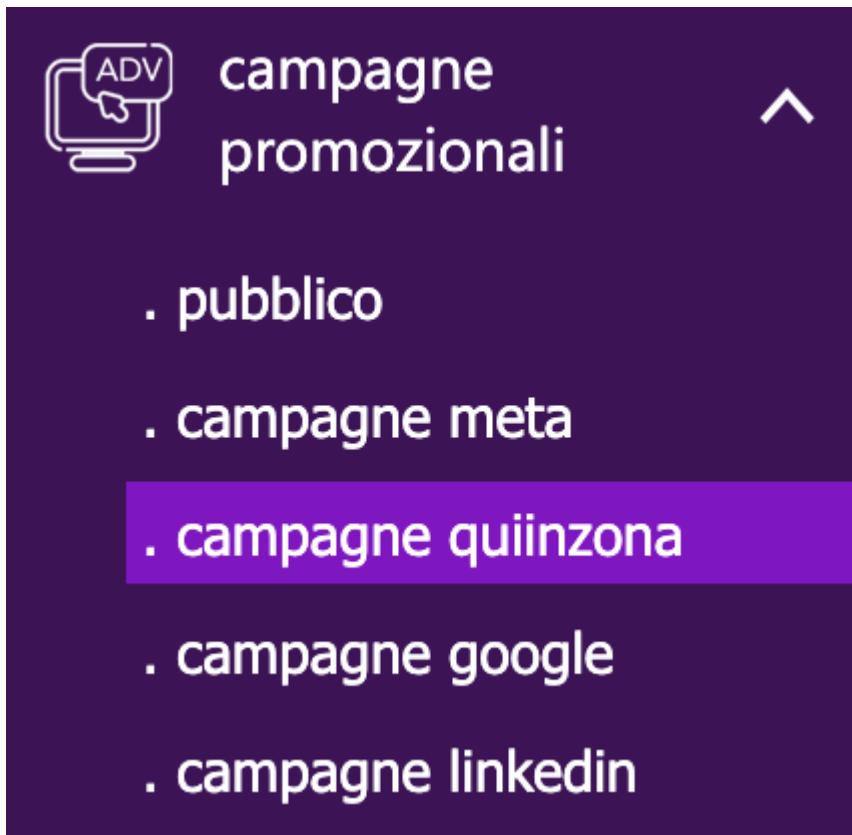 ADV
campagne
promozionali
. pubblico
. campagne meta
. campagne quiinzona
. campagne google
. campagne linkedin